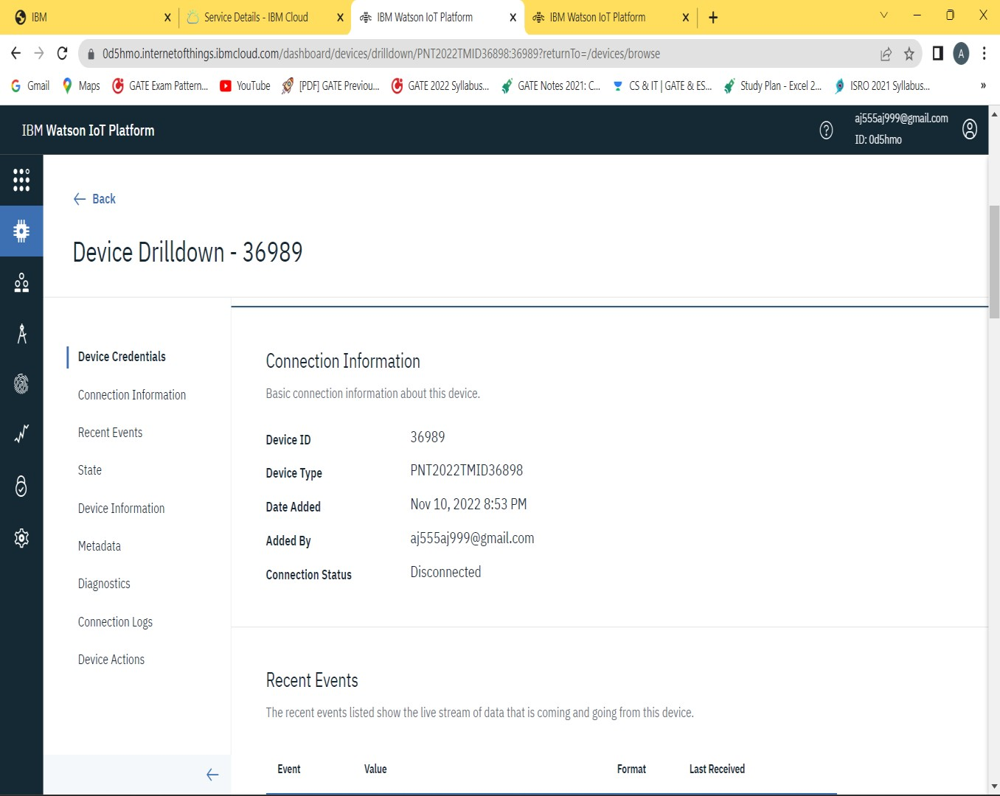 IBM
Service Details - IBM Cloud
IBM Watson IoT Platform
IBM Watson IoT Platform
0d5hmo.internetofthings.ibmcloud.com/dashboard/devices/drilldown/PNT2022TMID36898:36989?returnTo=/devices/browse
A
Gmail
Maps
GATE Exam Pattern...
YouTube
[PDF] GATE Previou...
GATE 2022 Syllabus...
GATE Notes 2021: C...
CS & IT | GATE & ES...
Study Plan - Excel 2...
ISRO 2021 Syllabus...
»
IBM Watson IoT Platform
aj555aj999@gmail.com
ID: 0d5hmo
Back
Device Drilldown - 36989
Device Credentials
Connection Information
Recent Events
State
Device Information
Metadata
Diagnostics
Connection Logs
Device Actions
Connection Information
Basic connection information about this device.
Device ID 36989
Device Type PNT2022TMID36898
Date Added Nov 10, 2022 8:53 PM
Added By aj555aj999@gmail.com
Connection Status Disconnected
Recent Events
The recent events listed show the live stream of data that is coming and going from this device.
Event Value Format Last Received